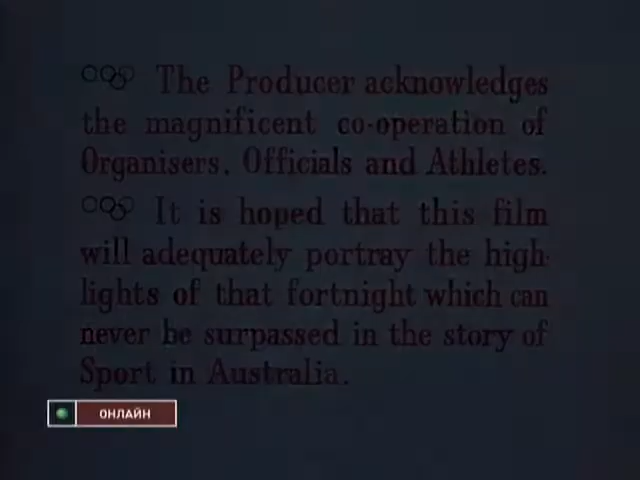 The Producer acknowledges
the magnificent co-operation of
Organisers, Officials and Athletes.
It is hoped that this film
will adequately portray the high-
lights of that fortnight which can
never be surpassed in the story of
Sport in Australia.
ОНЛАЙН